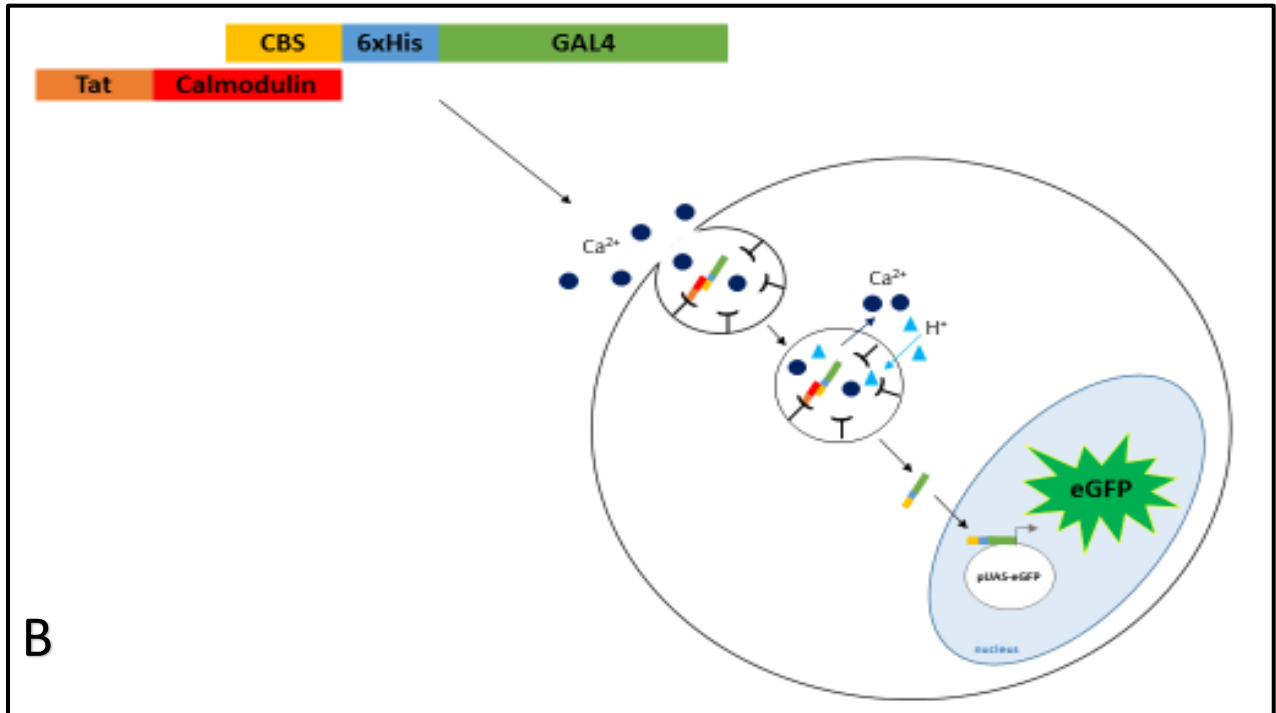 CBS 6xHis GAL4
Tat Calmodulin
Ca²⁺
Ca²⁺
H⁺
eGFP
pUAS-eGFP
nucleus
B